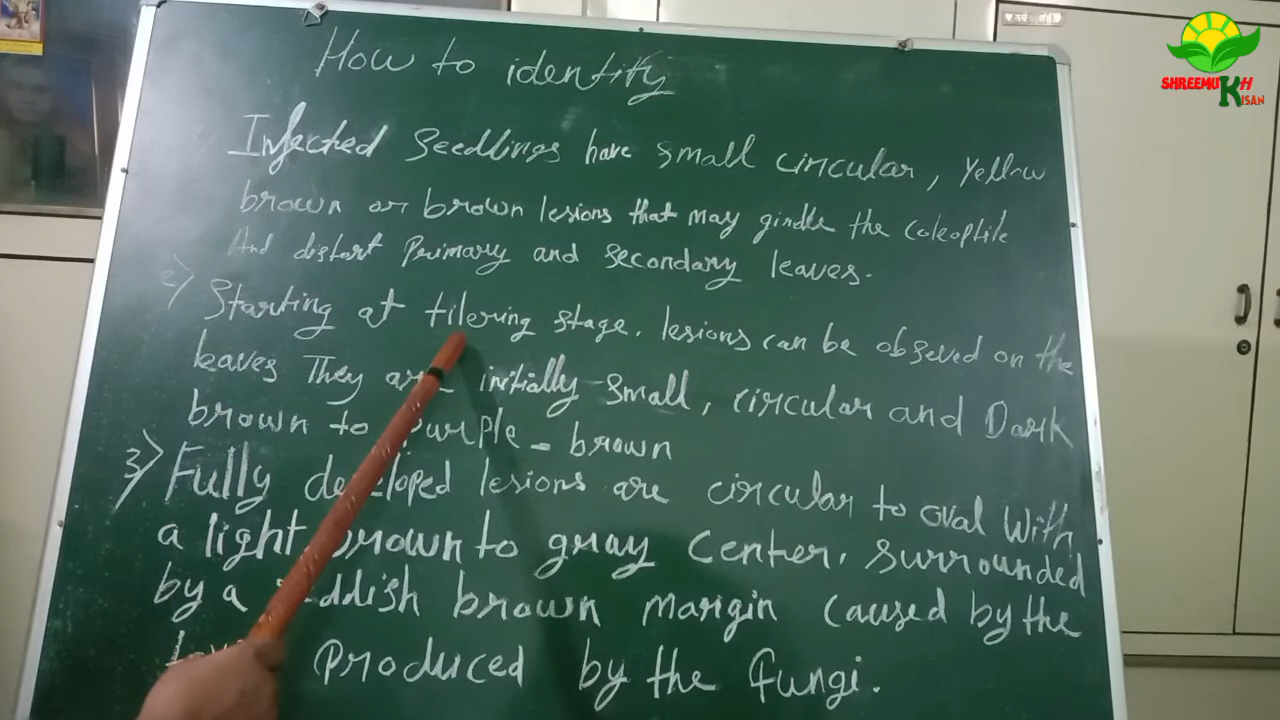 How to identity
Infected Seedlings have small circular, Yellow
brown or brown lesions that may girdle the Coleoptile
And distort Primary and secondary leaves.
2) Starting at tilering stage. lesions can be obseved on the
leaves They are initially small, circular and Dark
brown to Purple - brown
3) Fully developed lesions are circular to oval With
a light brown to gray Center, surrounded
by a reddish brown margin caused by the
produced by the fungi.
SHREEMUKH
KISAN